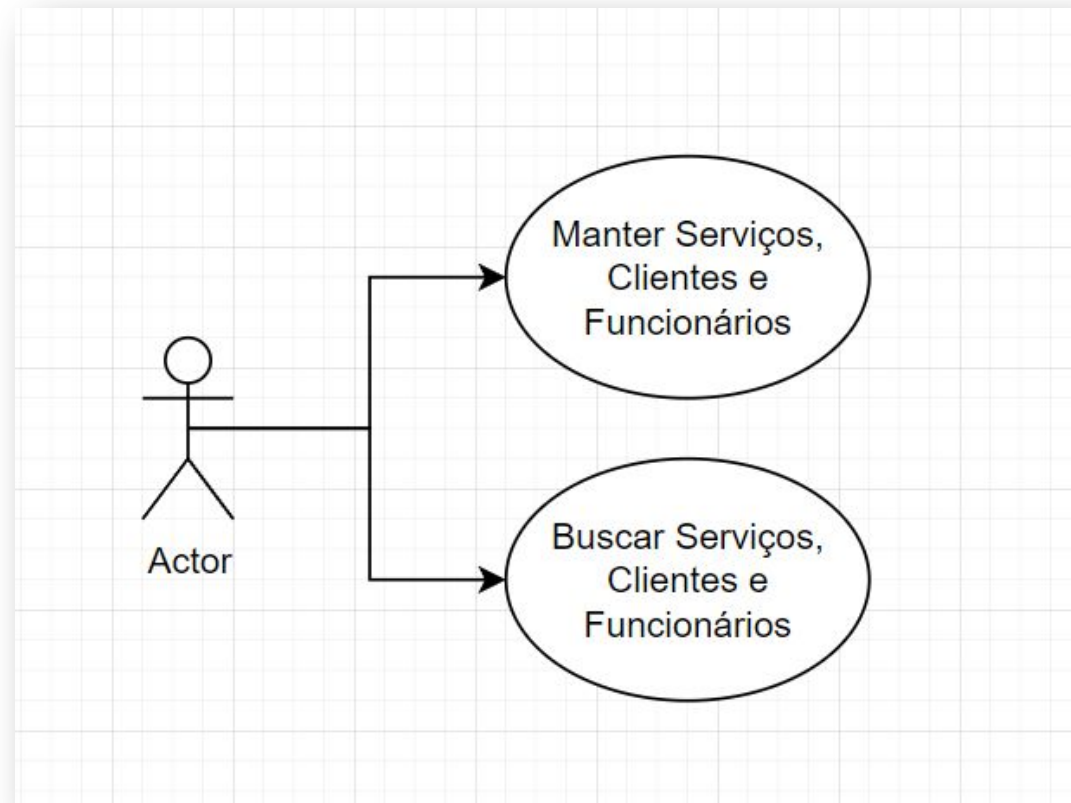 Manter Serviços,
Clientes e
Funcionários
Actor
Buscar Serviços,
Clientes e
Funcionários